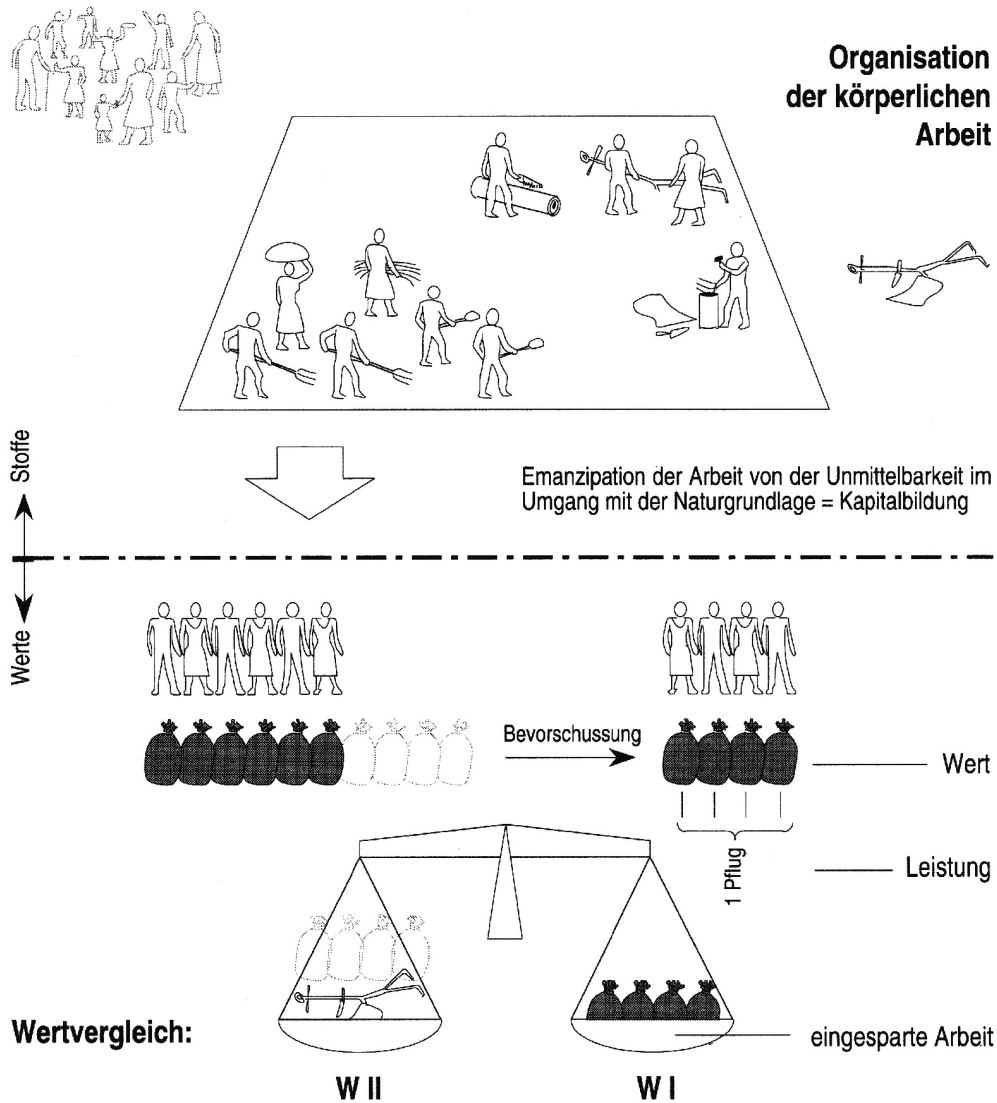 Organisation
der körperlichen
Arbeit
Stoffe
Emanzipation der Arbeit von der Unmittelbarkeit im
Umgang mit der Naturgrundlage = Kapitalbildung
Werte
Bevorschussung
Wert
1 Pflug
Leistung
Wertvergleich:
eingesparte Arbeit
W II
W I